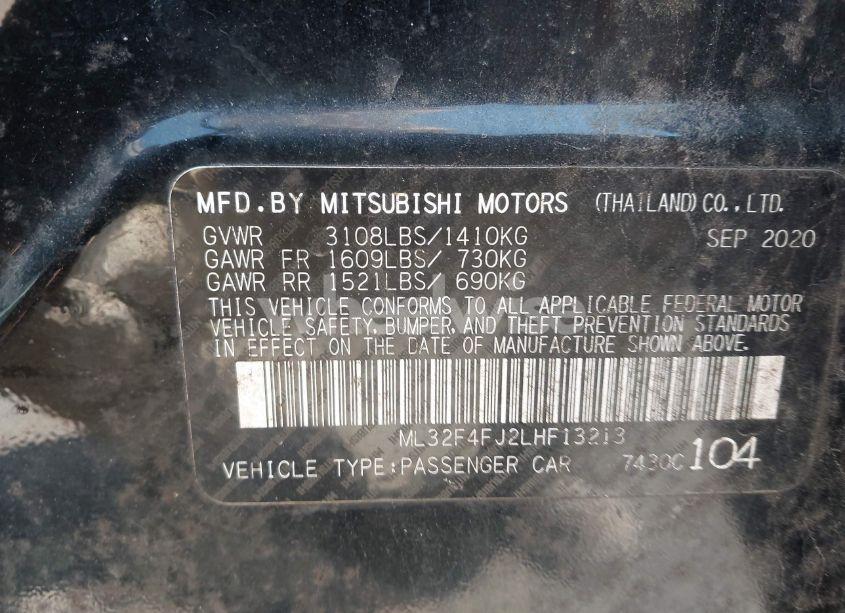 MFD.BY MITSUBISHI MOTORS (THAILAND)CO.,LTD.
GVWR 3108LBS/1410KG SEP 2020
GAWR FR 1609LBS/ 730KG
GAWR RR 1521LBS/ 690KG
THIS VEHICLE CONFORMS TO ALL APPLICABLE FEDERAL MOTOR
VEHICLE SAFETY, BUMPER, AND THEFT PREVENTION STANDARDS
IN EFFECT ON THE DATE OF MANUFACTURE SHOWN ABOVE.
ML32F4FJ2LHF13213
VEHICLE TYPE:PASSENGER CAR 7430C 104